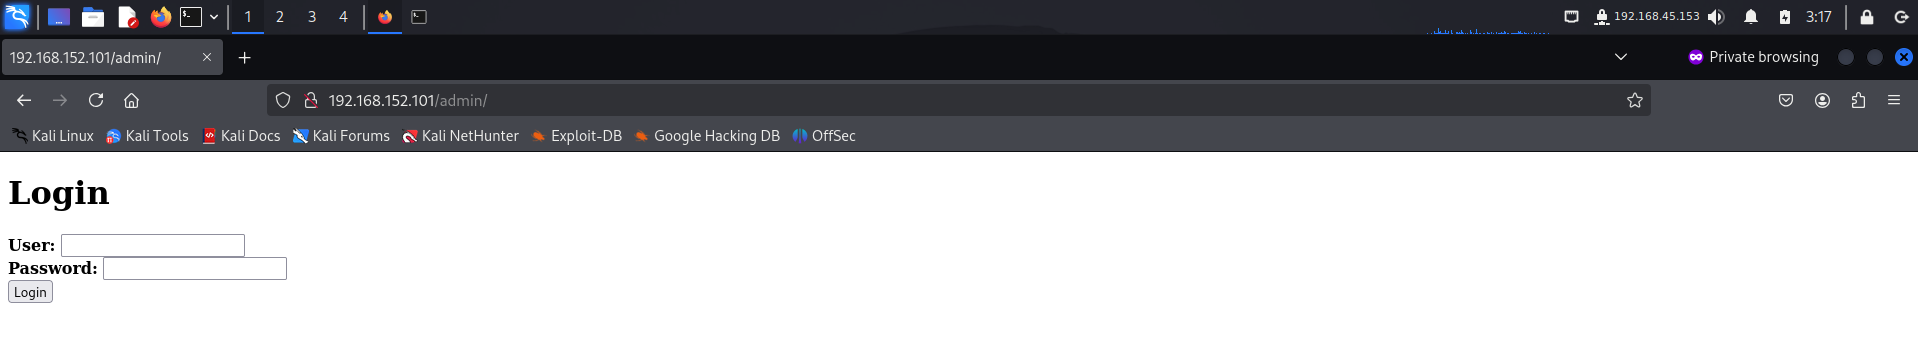 1 2 3 4 192.168.45.153 3:17
192.168.152.101/admin/ Private browsing
192.168.152.101/admin/
Kali Linux Kali Tools Kali Docs Kali Forums Kali NetHunter Exploit-DB Google Hacking DB OffSec
Login
User:
Password:
Login